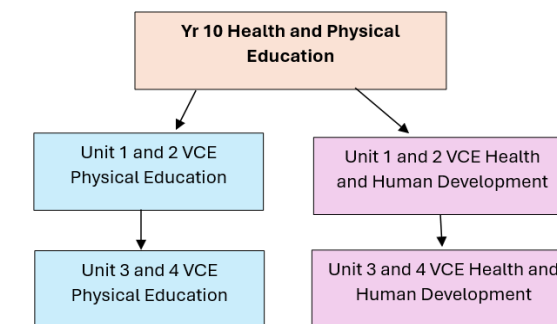 Yr 10 Health and Physical
Education
Unit 1 and 2 VCE
Physical Education
Unit 1 and 2 VCE Health
and Human Development
Unit 3 and 4 VCE
Physical Education
Unit 3 and 4 VCE Health and
Human Development